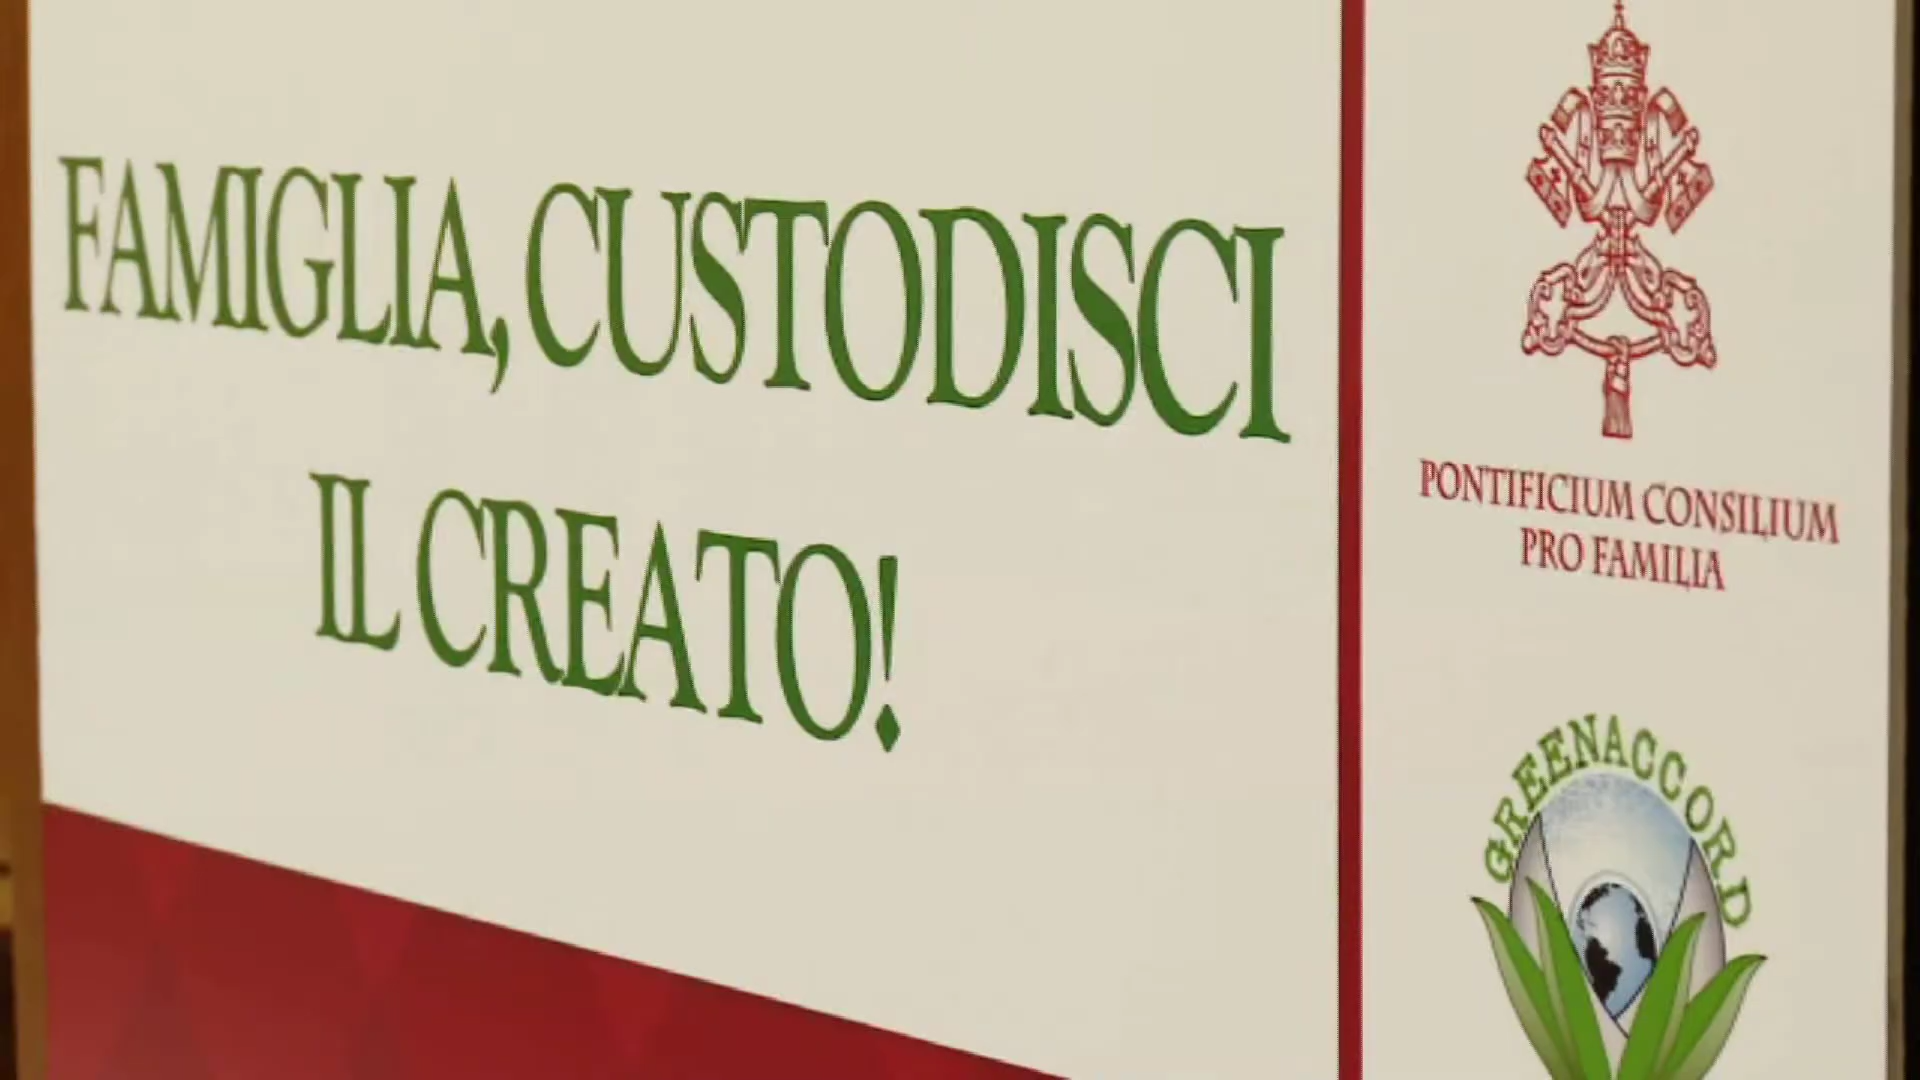 FAMIGLIA, CUSTODISCI
IL CREATO!
PONTIFICIUM CONSILIUM
PRO FAMILIA
GREENACCORD